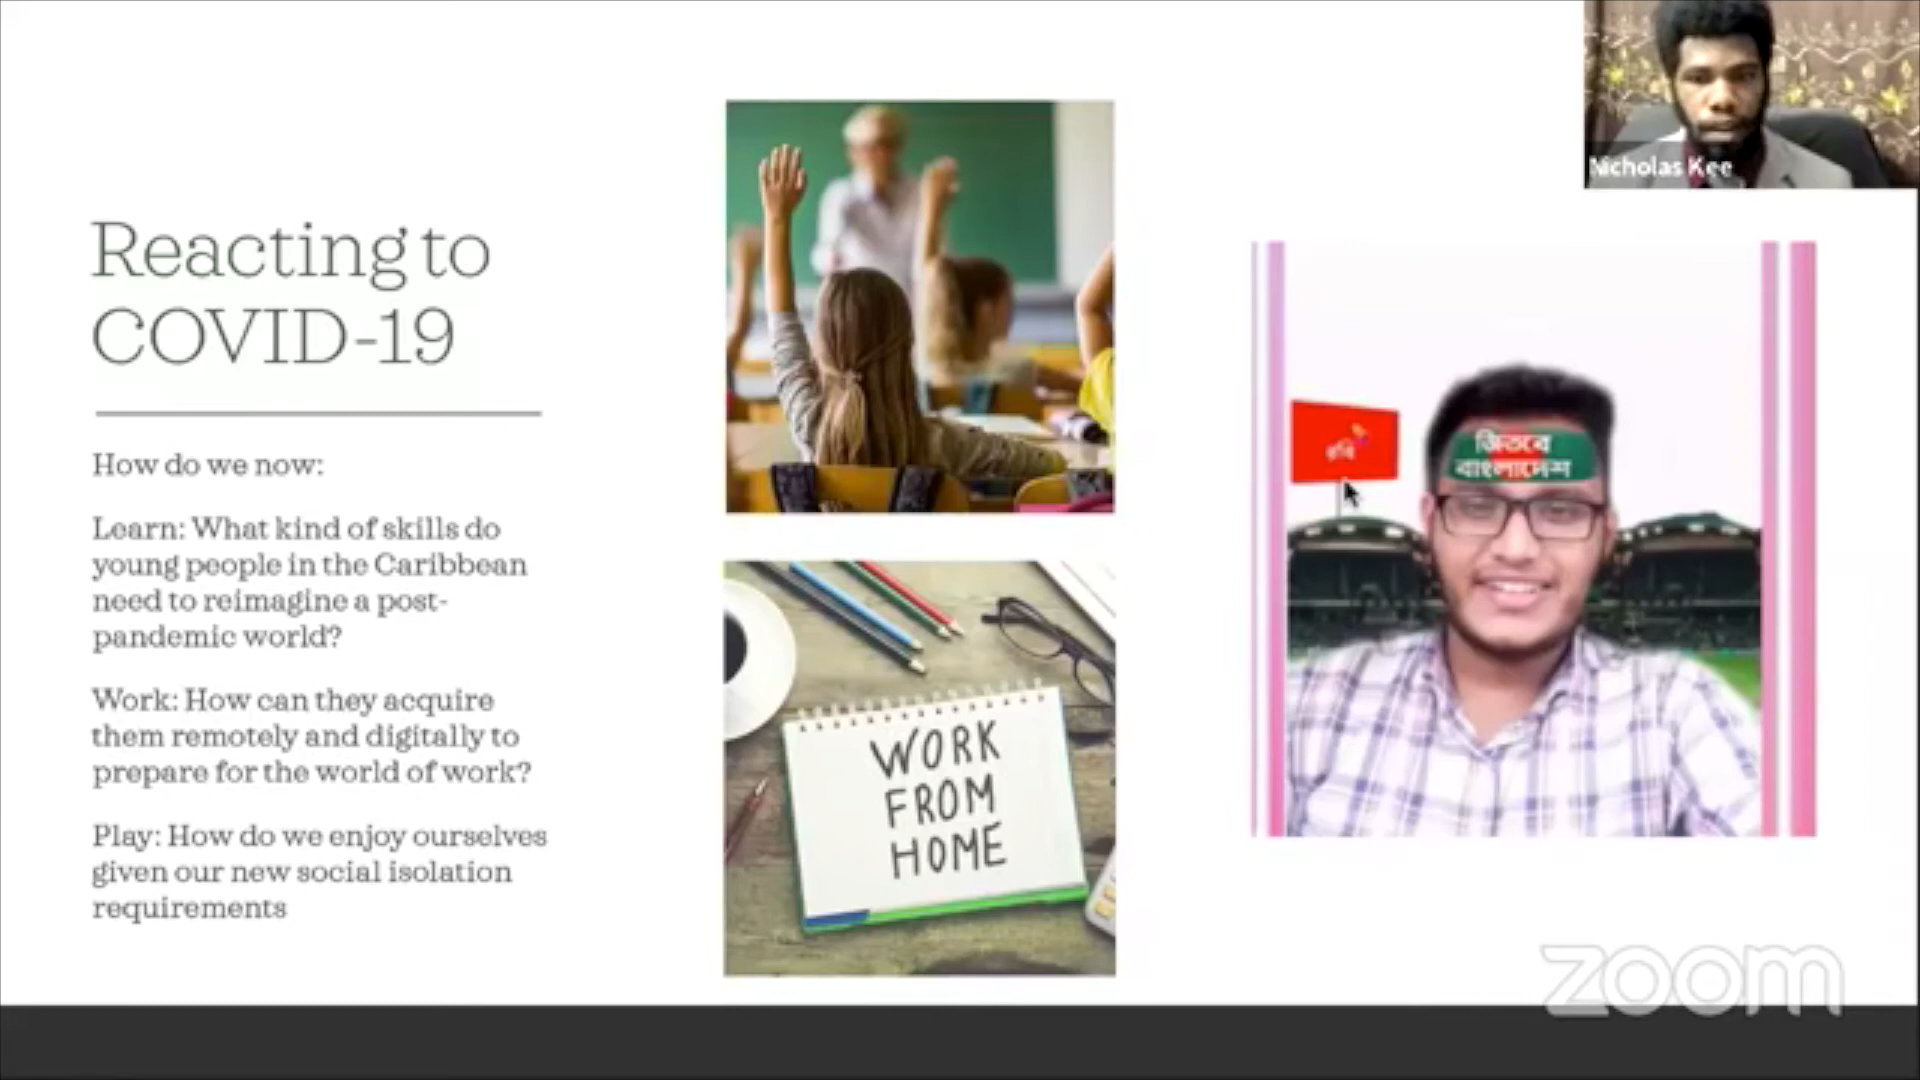 Nicholas Kee
Reacting to
COVID-19
How do we now:
Learn: What kind of skills do
young people in the Caribbean
need to reimagine a post-
pandemic world?
Work: How can they acquire
them remotely and digitally to
prepare for the world of work?
Play: How do we enjoy ourselves
given our new social isolation
requirements
WORK
FROM
HOME
রবি
জিতবে
বাংলাদেশ
zoom